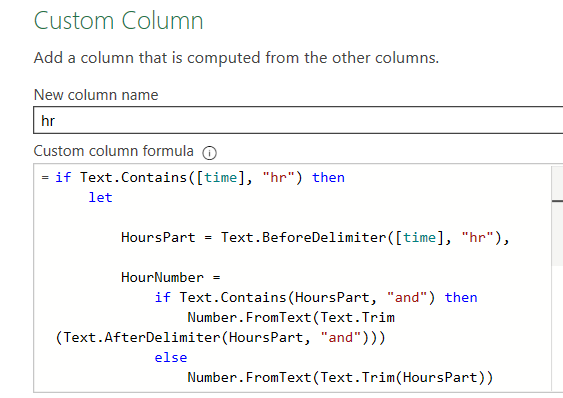 Custom Column
Add a column that is computed from the other columns.
New column name
hr
Custom column formula
= if Text.Contains([time], "hr") then
let
HoursPart = Text.BeforeDelimiter([time], "hr"),
HourNumber =
if Text.Contains(HoursPart, "and") then
Number.FromText(Text.Trim
(Text.AfterDelimiter(HoursPart, "and")))
else
Number.FromText(Text.Trim(HoursPart))